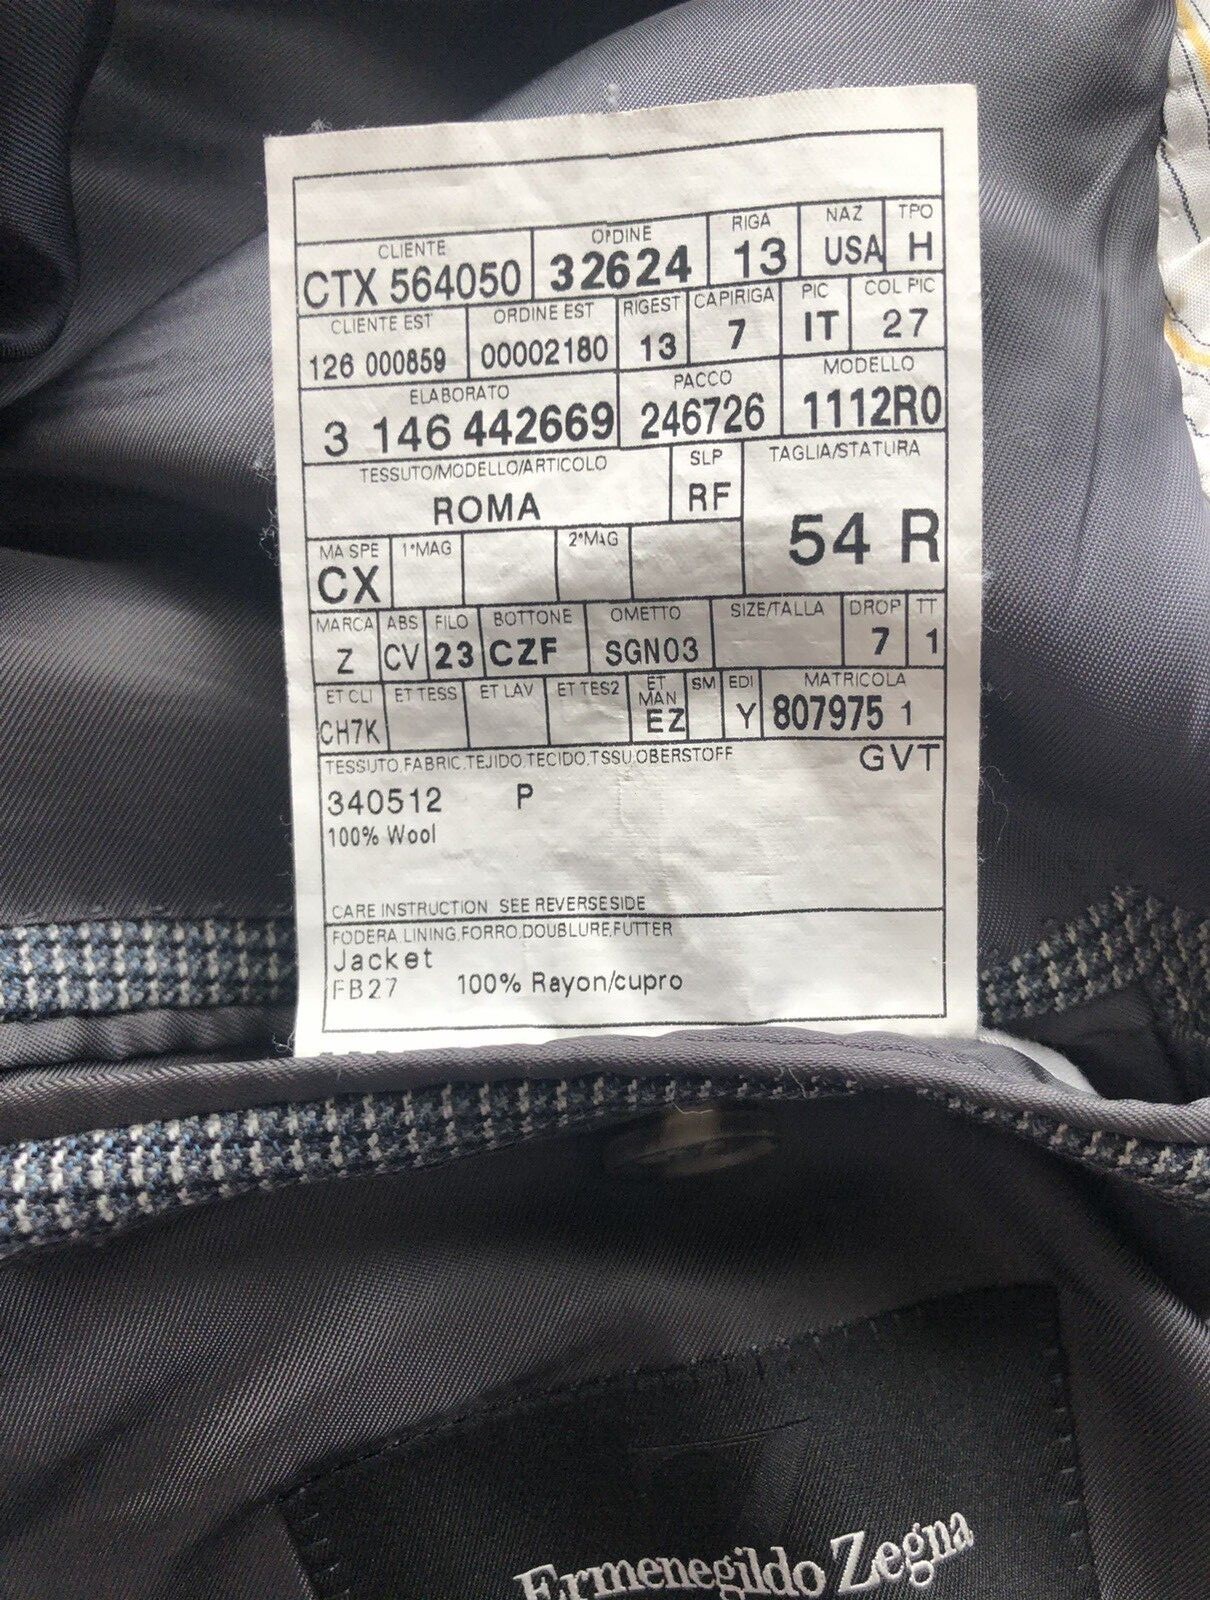 CLIENTE ORDINE RIGA NAZ TPO
CTX 564050 32624 13 USA H
CLIENTE EST ORDINE EST RIGEST CAPIRIGA PIC COL PIC
126 000859 00002180 13 7 IT 27
ELABORATO PACCO MODELLO
3 146 442669 246726 1112R0
TESSUTO/MODELLO/ARTICOLO SLP TAGLIA/STATURA
ROMA RF 54 R
MA SPE 1°MAG 2°MAG
CX
MARCA ABS FILO BOTTONE OMETTO SIZE/TALLA DROP TT
Z CV 23 CZF SGN03 7 1
ET CLI ET TESS ET LAV ET TES2 ET MAN SM EDI MATRICOLA
CH7K EZ Y 807975 1
TESSUTO,FABRIC,TEJIDO,TECIDO,TSSU,OBERSTOFF GVT
340512 P
100% Wool
CARE INSTRUCTION SEE REVERSE SIDE
FODERA,LINING,FORRO,DOUBLURE,FUTTER
Jacket
FB27 100% Rayon/cupro
Ermenegildo Zegna